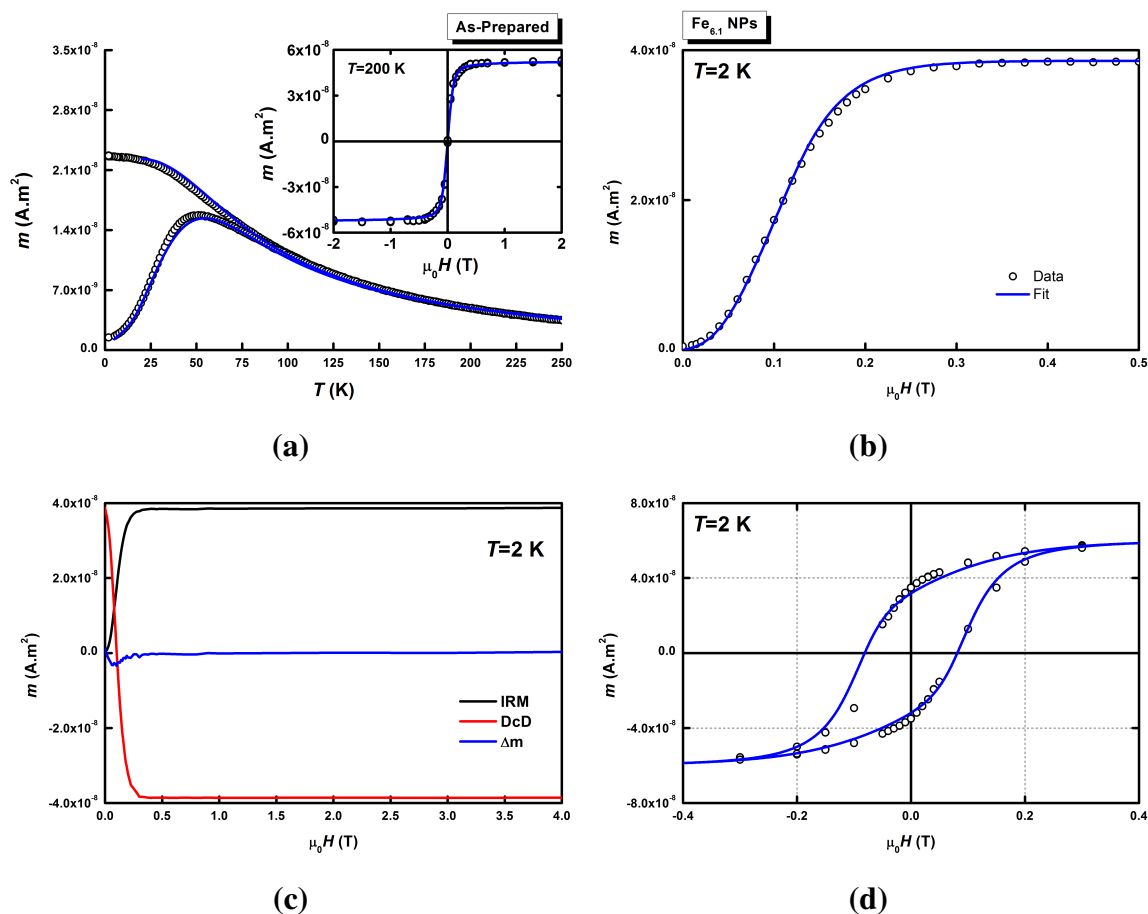 As-Prepared
3.5x10⁻⁸
2.8x10⁻⁸
2.1x10⁻⁸
1.4x10⁻⁸
7.0x10⁻⁹
0.0
m (A.m²)
0 25 50 75 100 125 150 175 200 225 250
T (K)
T=200 K
6x10⁻⁸
3x10⁻⁸
0
-3x10⁻⁸
-6x10⁻⁸
m (A.m²)
-2 -1 0 1 2
μ₀H (T)
(a)
Fe₆.₁ NPs
T=2 K
4.0x10⁻⁸
2.0x10⁻⁸
0.0
m (A.m²)
Data
Fit
0.0 0.1 0.2 0.3 0.4 0.5
μ₀H (T)
(b)
4.0x10⁻⁸
2.0x10⁻⁸
0.0
-2.0x10⁻⁸
-4.0x10⁻⁸
m (A.m²)
T=2 K
IRM
DcD
Δm
0.0 0.5 1.0 1.5 2.0 2.5 3.0 3.5 4.0
μ₀H (T)
(c)
T=2 K
8.0x10⁻⁸
4.0x10⁻⁸
0.0
-4.0x10⁻⁸
-8.0x10⁻⁸
m (A.m²)
-0.4 -0.2 0.0 0.2 0.4
μ₀H (T)
(d)